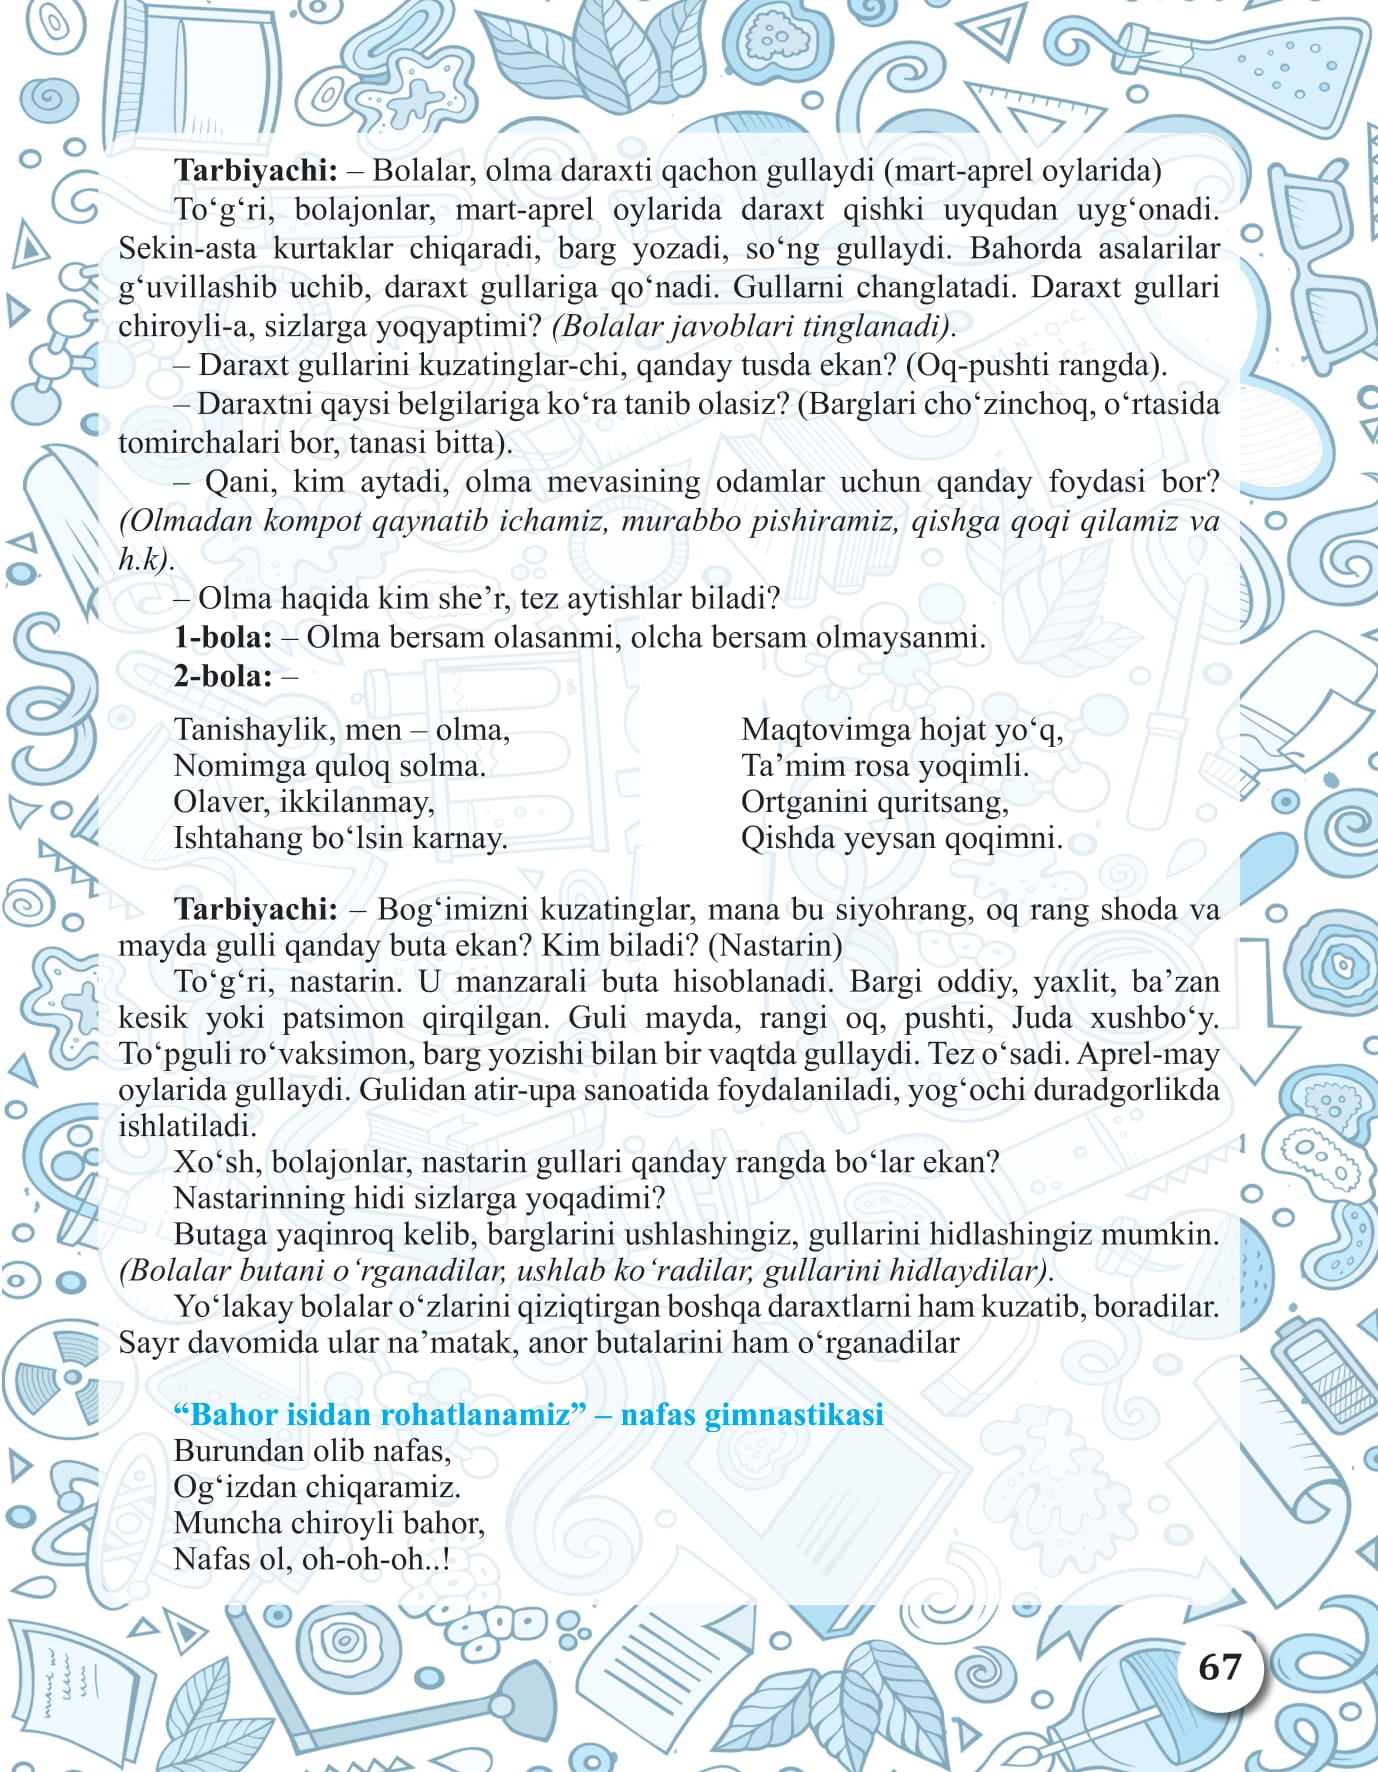 Tarbiyachi: – Bolalar, olma daraxti qachon gullaydi (mart-aprel oylarida)
To‘g‘ri, bolajonlar, mart-aprel oylarida daraxt qishki uyqudan uyg‘onadi.
Sekin-asta kurtaklar chiqaradi, barg yozadi, so‘ng gullaydi. Bahorda asalarilar
g‘uvillashib uchib, daraxt gullariga qo‘nadi. Gullarni changlatadi. Daraxt gullari
chiroyli-a, sizlarga yoqyaptimi? (Bolalar javoblari tinglanadi).
– Daraxt gullarini kuzatinglar-chi, qanday tusda ekan? (Oq-pushti rangda).
– Daraxtni qaysi belgilariga ko‘ra tanib olasiz? (Barglari cho‘zinchoq, o‘rtasida
tomirchalari bor, tanasi bitta).
– Qani, kim aytadi, olma mevasining odamlar uchun qanday foydasi bor?
(Olmadan kompot qaynatib ichamiz, murabbo pishiramiz, qishga qoqi qilamiz va
h.k).
– Olma haqida kim she’r, tez aytishlar biladi?
1-bola: – Olma bersam olasanmi, olcha bersam olmaysanmi.
2-bola: –
Tanishaylik, men – olma,
Nomimga quloq solma.
Olaver, ikkilanmay,
Ishtahang bo‘lsin karnay.
Maqtovimga hojat yo‘q,
Ta’mim rosa yoqimli.
Ortganini quritsang,
Qishda yeysan qoqimni.
Tarbiyachi: – Bog‘imizni kuzatinglar, mana bu siyohrang, oq rang shoda va
mayda gulli qanday buta ekan? Kim biladi? (Nastarin)
To‘g‘ri, nastarin. U manzarali buta hisoblanadi. Bargi oddiy, yaxlit, ba’zan
kesik yoki patsimon qirqilgan. Guli mayda, rangi oq, pushti, Juda xushbo‘y.
To‘pguli ro‘vaksimon, barg yozishi bilan bir vaqtda gullaydi. Tez o‘sadi. Aprel-may
oylarida gullaydi. Gulidan atir-upa sanoatida foydalaniladi, yog‘ochi duradgorlikda
ishlatiladi.
Xo‘sh, bolajonlar, nastarin gullari qanday rangda bo‘lar ekan?
Nastarinning hidi sizlarga yoqadimi?
Butaga yaqinroq kelib, barglarini ushlashingiz, gullarini hidlashingiz mumkin.
(Bolalar butani o‘rganadilar, ushlab ko‘radilar, gullarini hidlaydilar).
Yo‘lakay bolalar o‘zlarini qiziqtirgan boshqa daraxtlarni ham kuzatib, boradilar.
Sayr davomida ular na’matak, anor butalarini ham o‘rganadilar
“Bahor isidan rohatlanamiz” – nafas gimnastikasi
Burundan olib nafas,
Og‘izdan chiqaramiz.
Muncha chiroyli bahor,
Nafas ol, oh-oh-oh..!
67